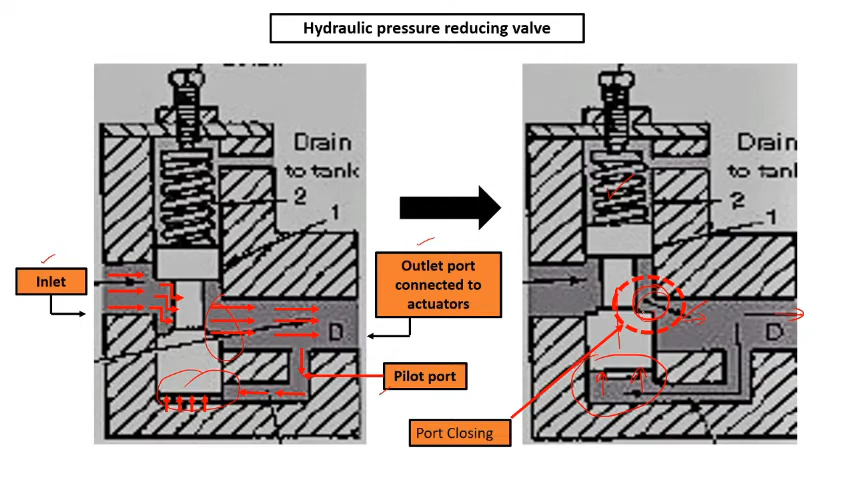 Hydraulic pressure reducing valve
Drain
to tank
2
1
Inlet
Outlet port
connected to
actuators
D
Pilot port
Drain
to tank
2
1
D
Port Closing